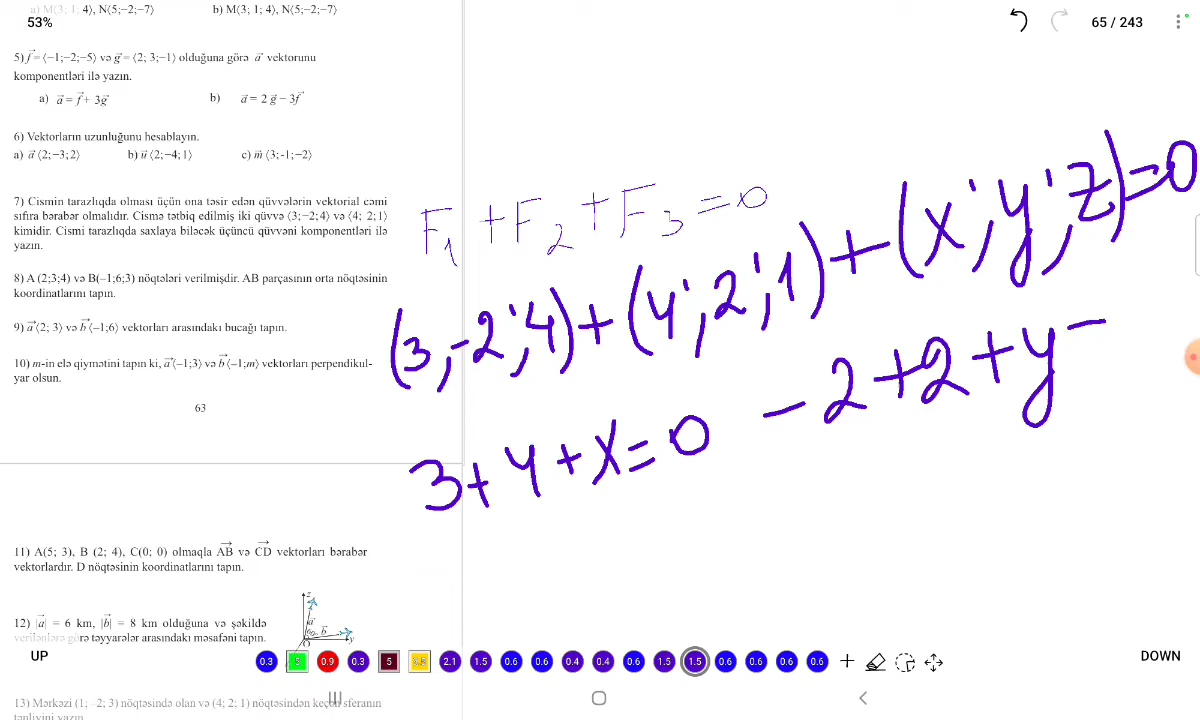 a) M(3; 1; 4), N(5;−2;−7) b) M(3; 1; 4), N(5;−2;−7)
53%
65 / 243
5) f = ⟨−1;−2;−5⟩ və g = ⟨2; 3;−1⟩ olduğuna görə a vektorunu
komponentləri ilə yazın.
a) a = f + 3g b) a = 2 g − 3f
6) Vektorların uzunluğunu hesablayın.
a) a ⟨2;−3;2⟩ b) u ⟨2;−4;1⟩ c) m ⟨3;-1;−2⟩
7) Cismin tarazlıqda olması üçün ona təsir edən qüvvələrin vektorial cəmi
sıfıra bərabər olmalıdır. Cismə tətbiq edilmiş iki qüvvə ⟨3;−2;4⟩ və ⟨4; 2;1⟩
kimidir. Cismi tarazlıqda saxlaya biləcək üçüncü qüvvəni komponentləri ilə
yazın.
8) A (2;3;4) və B(−1;6;3) nöqtələri verilmişdir. AB parçasının orta nöqtəsinin
koordinatlarını tapın.
9) a⟨2; 3⟩ və b⟨−1;6⟩ vektorları arasındakı bucağı tapın.
10) m-in elə qiymətini tapın ki, a⟨−1;3⟩ və b⟨−1;m⟩ vektorları perpendikul-
yar olsun.
63
F1 + F2 + F3 = 0
(3;-2;4)+(4;2;1)+(x;y;z)=0
3+4+x=0 -2+2+y-
11) A(5; 3), B (2; 4), C(0; 0) olmaqla AB və CD vektorları bərabər
vektorlardır. D nöqtəsinin koordinatlarını tapın.
12) |a| = 6 km, |b| = 8 km olduğuna və şəkildə
verilənlərə görə təyyarələr arasındakı məsafəni tapın.
z
a
b
O
y
UP
0.3 5 0.9 0.3 5 2.1 1.5 0.6 0.6 0.4 0.4 0.6 1.5 1.5 0.6 0.6 0.6 0.6
DOWN
13) Mərkəzi (1; −2; 3) nöqtəsində olan və (4; 2; 1) nöqtəsindən keçən sferanın
tənliyini yazın.